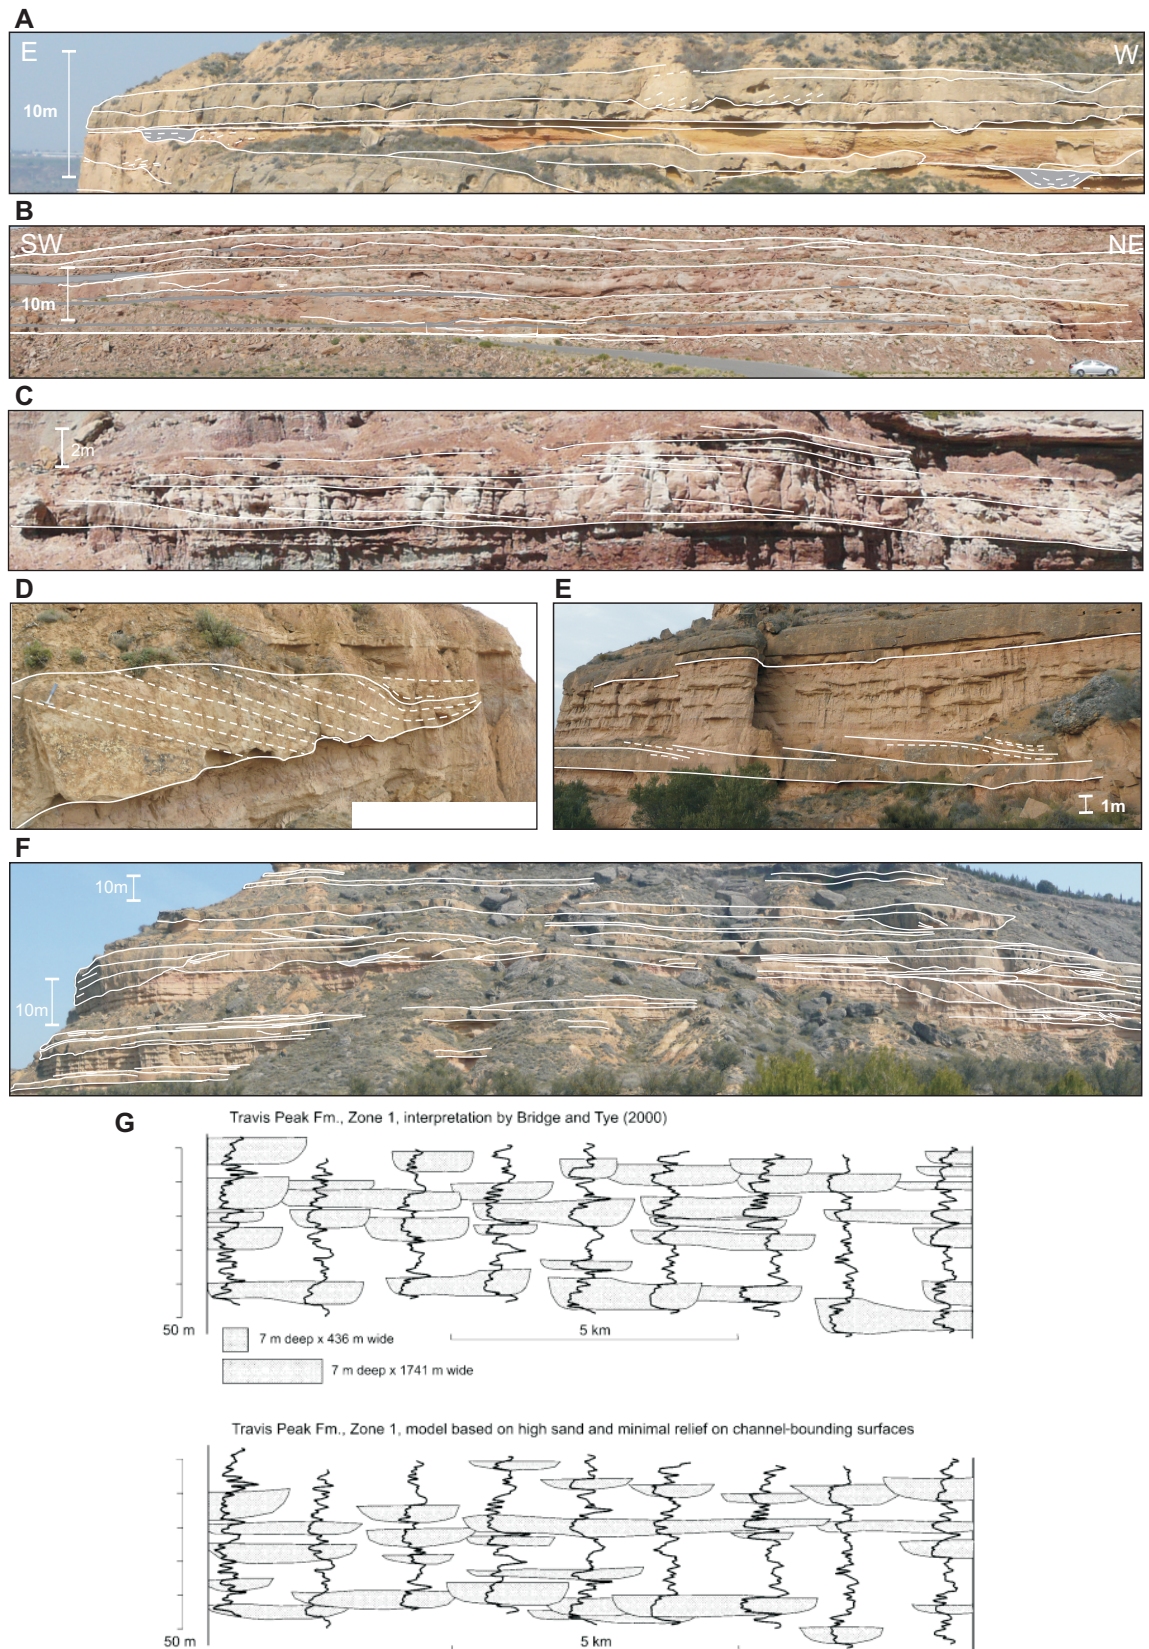 A
E
W
10m
B
SW
NE
10m
C
2m
D
E
1m
F
10m
10m
G
Travis Peak Fm., Zone 1, interpretation by Bridge and Tye (2000)
50 m
5 km
7 m deep x 436 m wide
7 m deep x 1741 m wide
Travis Peak Fm., Zone 1, model based on high sand and minimal relief on channel-bounding surfaces
50 m
5 km